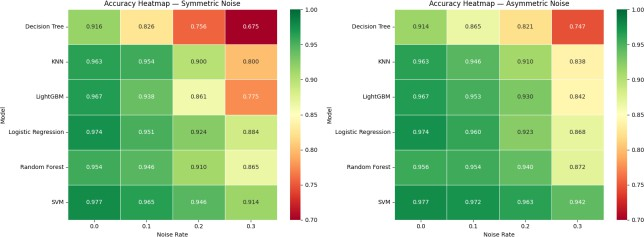 Accuracy Heatmap — Symmetric Noise
Model
Decision Tree 0.916 0.826 0.756 0.675
KNN 0.963 0.954 0.900 0.800
LightGBM 0.967 0.938 0.861 0.775
Logistic Regression 0.974 0.951 0.924 0.884
Random Forest 0.954 0.946 0.910 0.865
SVM 0.977 0.965 0.946 0.914
0.0 0.1 0.2 0.3
Noise Rate
1.00
0.95
0.90
0.85
0.80
0.75
0.70
Accuracy Heatmap — Asymmetric Noise
Model
Decision Tree 0.914 0.865 0.821 0.747
KNN 0.963 0.946 0.910 0.838
LightGBM 0.967 0.953 0.930 0.842
Logistic Regression 0.974 0.960 0.923 0.868
Random Forest 0.956 0.954 0.940 0.872
SVM 0.977 0.972 0.963 0.942
0.0 0.1 0.2 0.3
Noise Rate
1.00
0.95
0.90
0.85
0.80
0.75
0.70